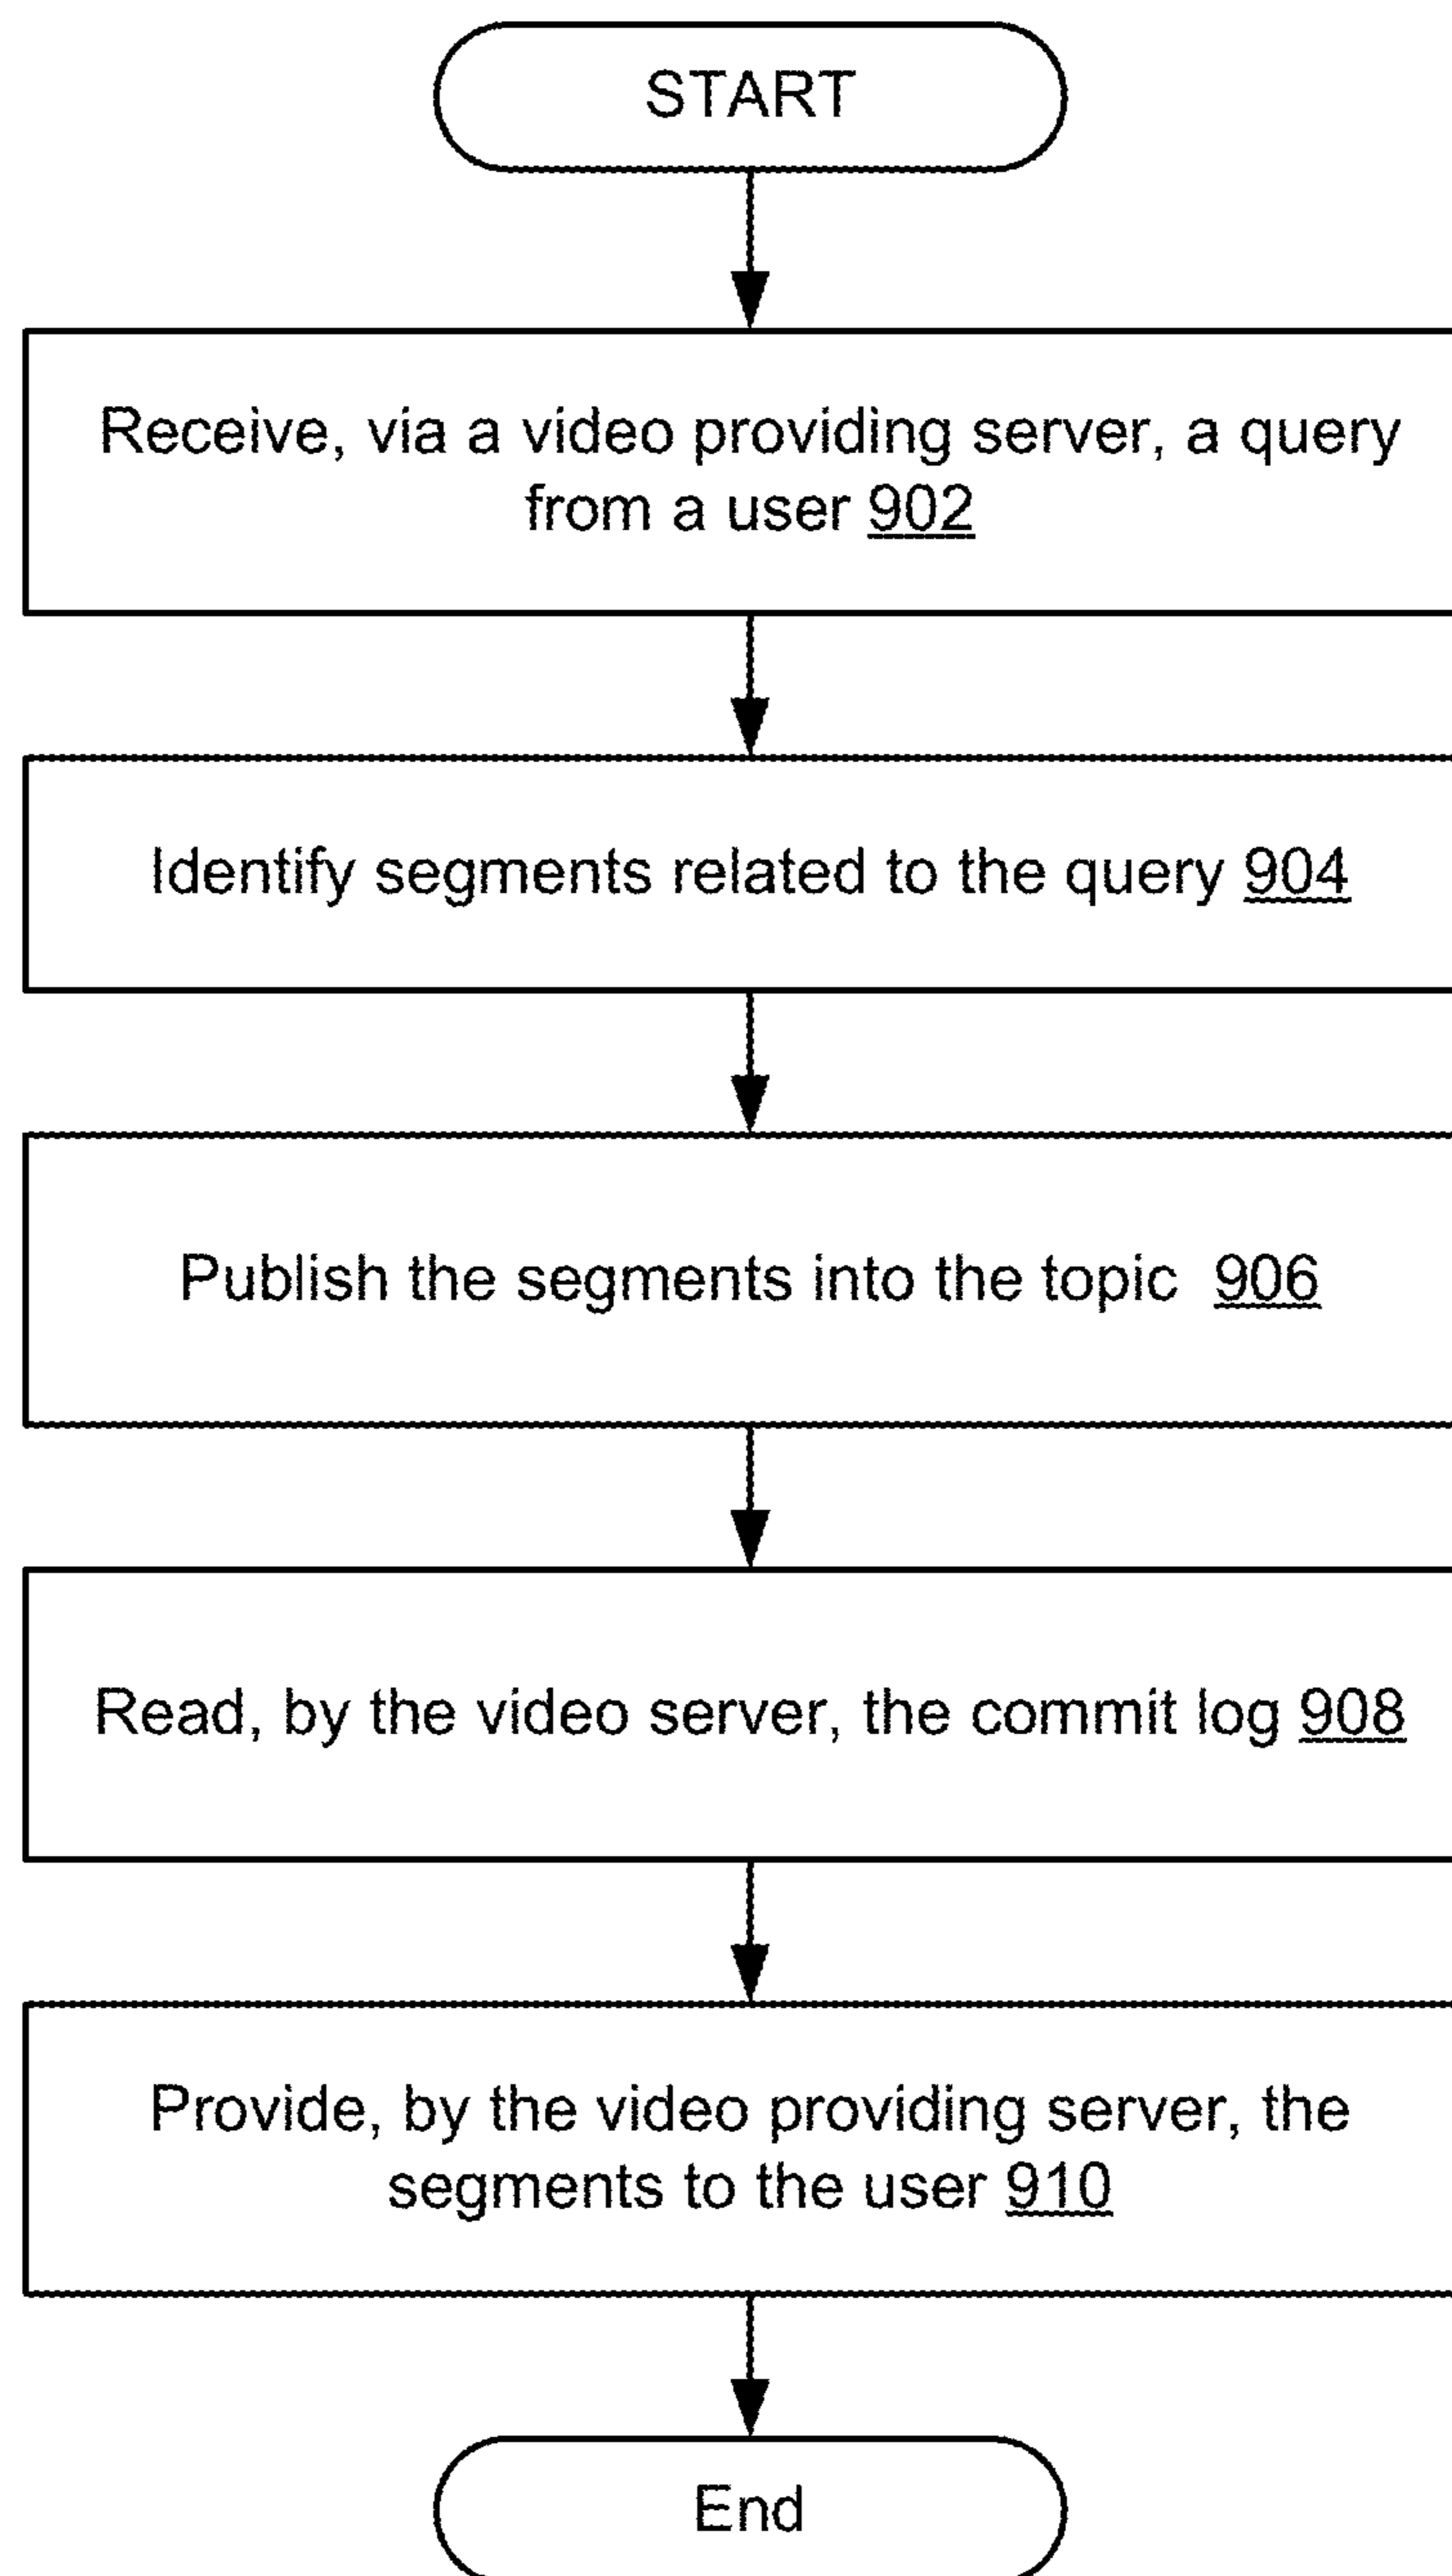 START
Receive, via a video providing server, a query
from a user 902
Identify segments related to the query 904
Publish the segments into the topic 906
Read, by the video server, the commit log 908
Provide, by the video providing server, the
segments to the user 910
End